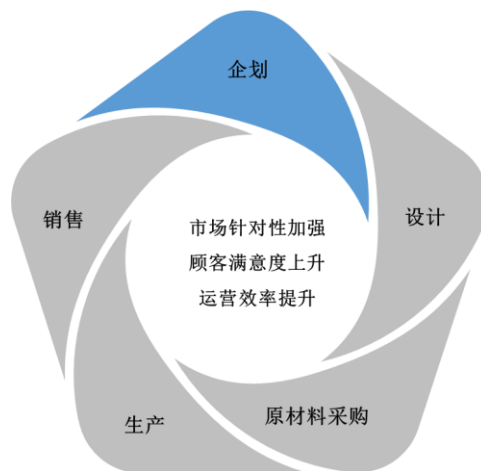 企划
设计
销售
市场针对性加强
顾客满意度上升
运营效率提升
原材料采购
生产